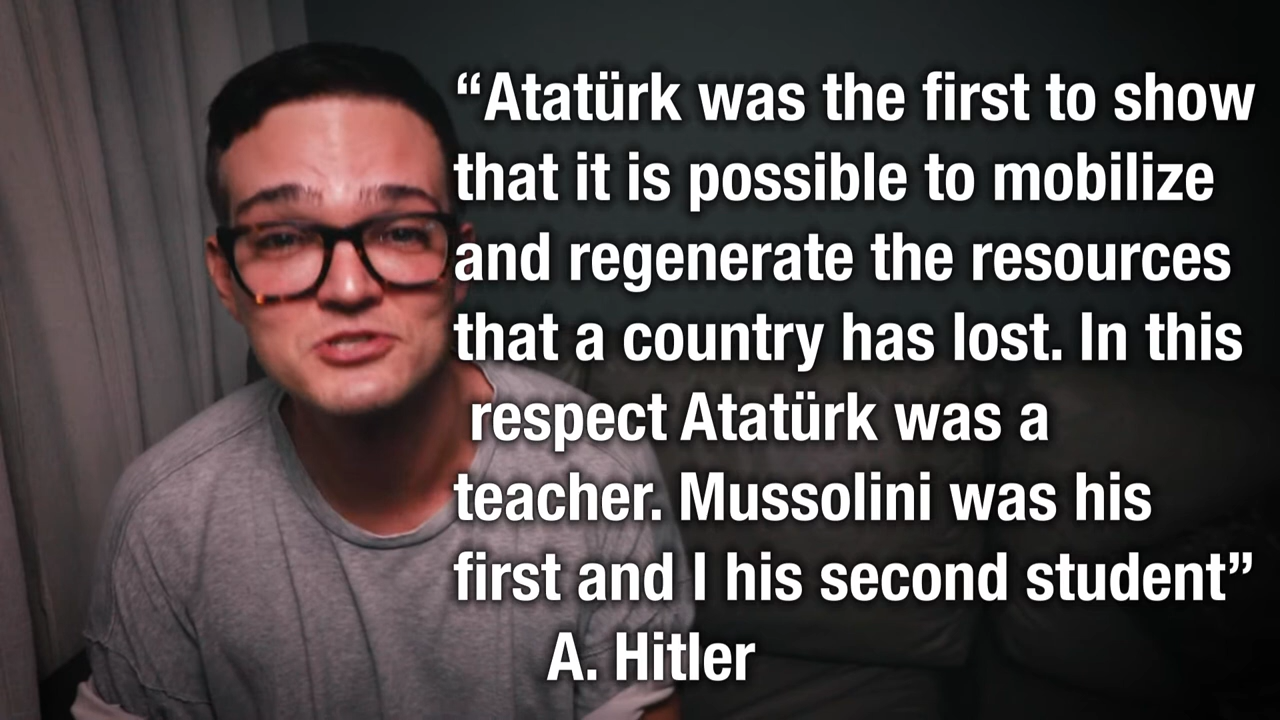 “Atatürk was the first to show
that it is possible to mobilize
and regenerate the resources
that a country has lost. In this
respect Atatürk was a
teacher. Mussolini was his
first and I his second student”
A. Hitler